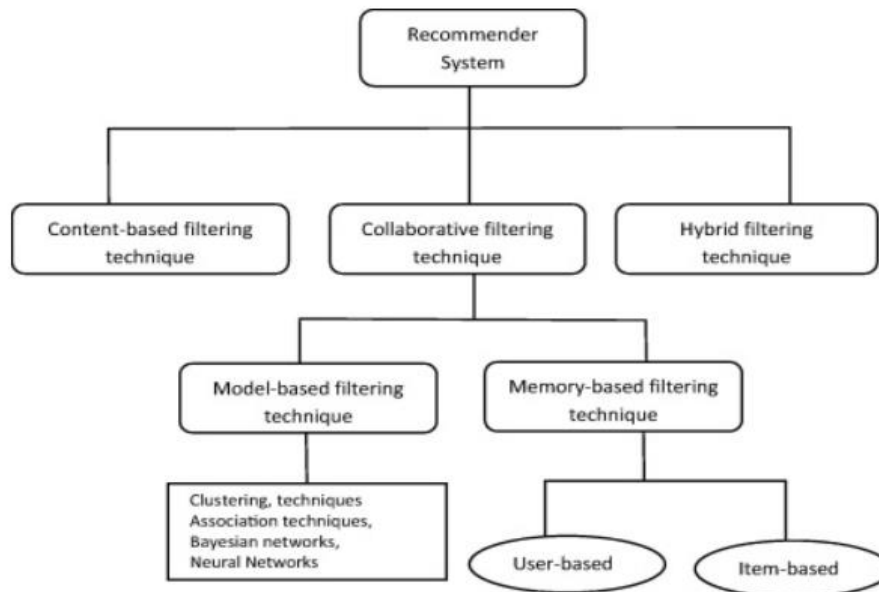 Recommender
System
Content-based filtering
technique
Collaborative filtering
technique
Hybrid filtering
technique
Model-based filtering
technique
Memory-based filtering
technique
Clustering, techniques
Association techniques,
Bayesian networks,
Neural Networks
User-based
Item-based